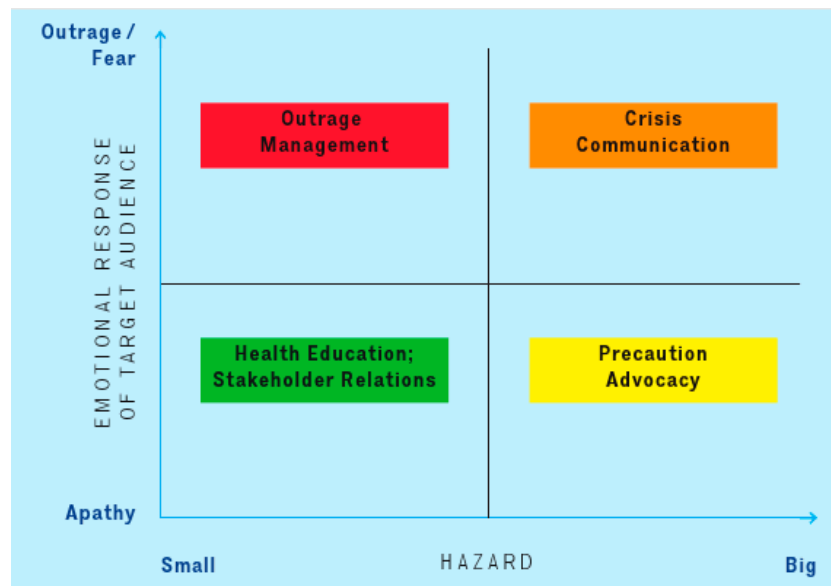 Outrage /
Fear
Outrage
Management
Crisis
Communication
EMOTIONAL RESPONSE
OF TARGET AUDIENCE
Health Education;
Stakeholder Relations
Precaution
Advocacy
Apathy
Small
HAZARD
Big